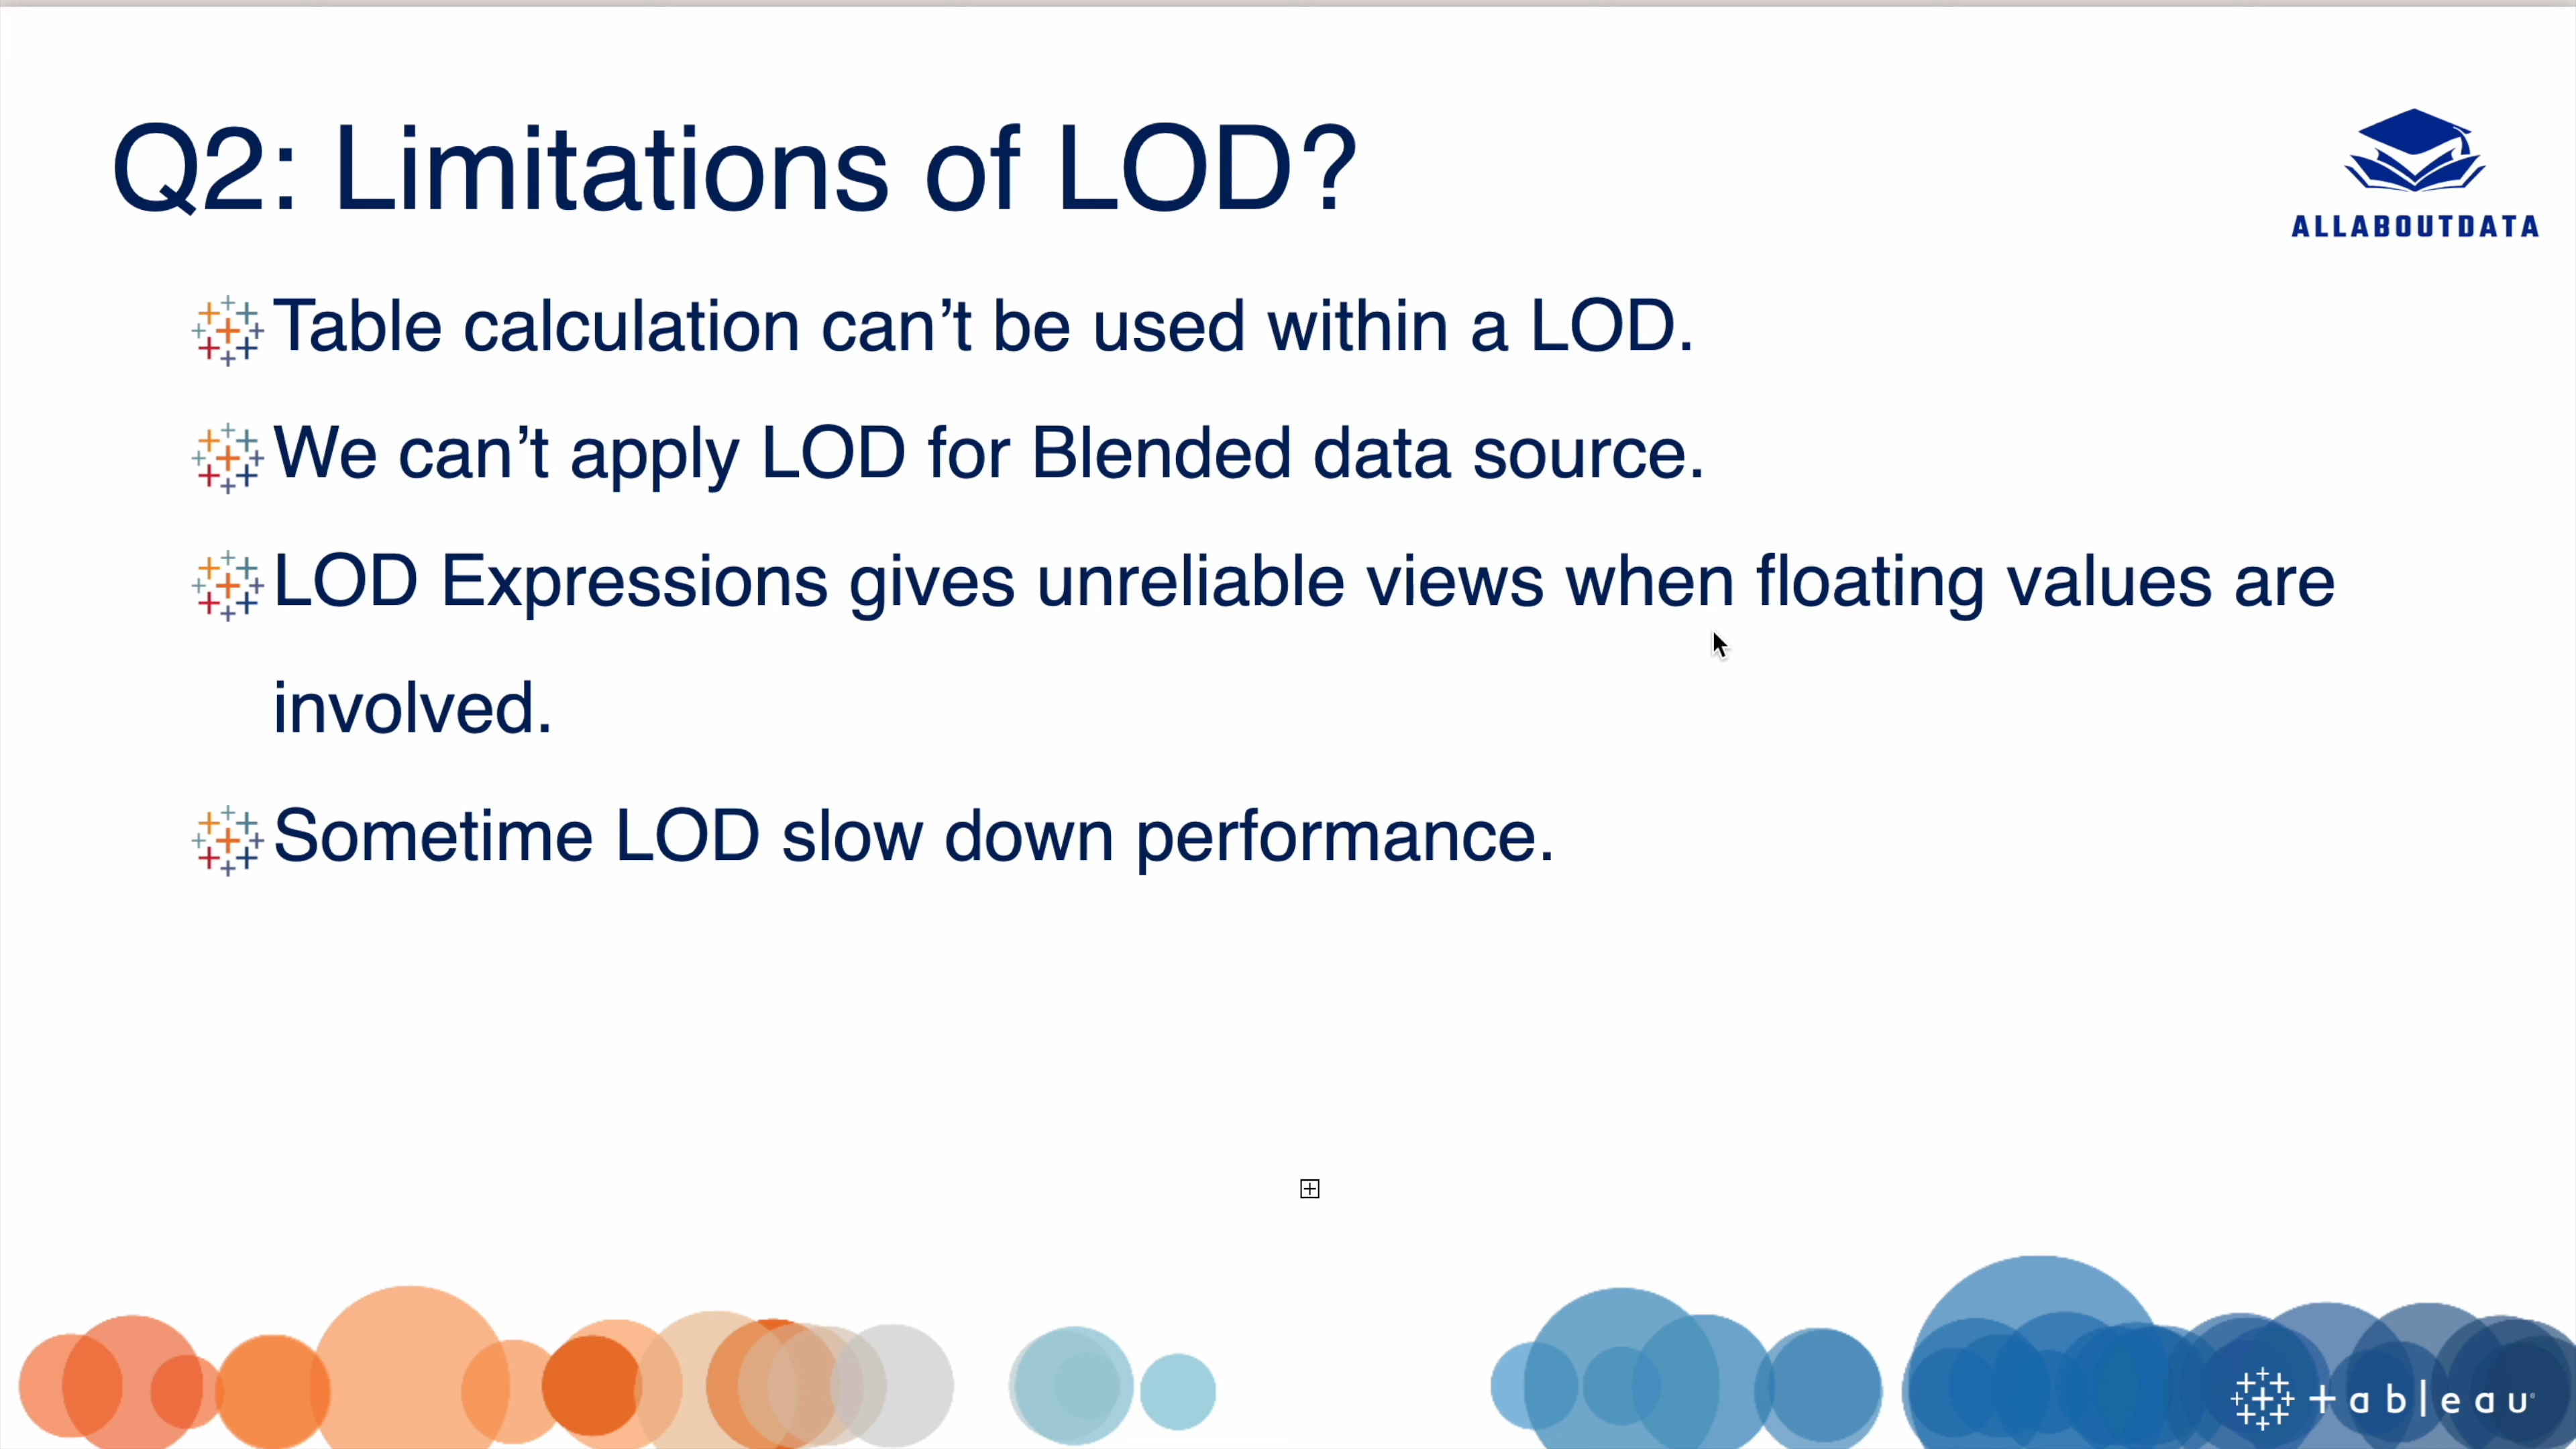 Q2: Limitations of LOD?
ALLABOUTDATA
Table calculation can’t be used within a LOD.
We can’t apply LOD for Blended data source.
LOD Expressions gives unreliable views when floating values are
involved.
Sometime LOD slow down performance.
+ableau